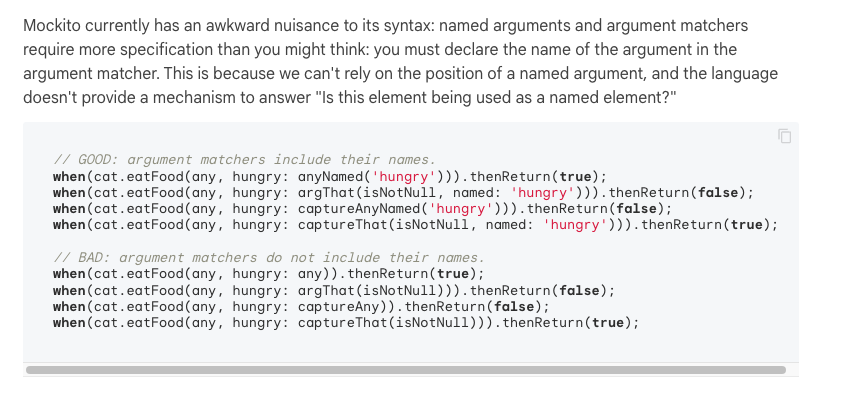 Mockito currently has an awkward nuisance to its syntax: named arguments and argument matchers
require more specification than you might think: you must declare the name of the argument in the
argument matcher. This is because we can't rely on the position of a named argument, and the language
doesn't provide a mechanism to answer "Is this element being used as a named element?"
// GOOD: argument matchers include their names.
when(cat.eatFood(any, hungry: anyNamed('hungry'))).thenReturn(true);
when(cat.eatFood(any, hungry: argThat(isNotNull, named: 'hungry'))).thenReturn(false);
when(cat.eatFood(any, hungry: captureAnyNamed('hungry'))).thenReturn(false);
when(cat.eatFood(any, hungry: captureThat(isNotNull, named: 'hungry'))).thenReturn(true);
// BAD: argument matchers do not include their names.
when(cat.eatFood(any, hungry: any)).thenReturn(true);
when(cat.eatFood(any, hungry: argThat(isNotNull))).thenReturn(false);
when(cat.eatFood(any, hungry: captureAny)).thenReturn(false);
when(cat.eatFood(any, hungry: captureThat(isNotNull))).thenReturn(true);